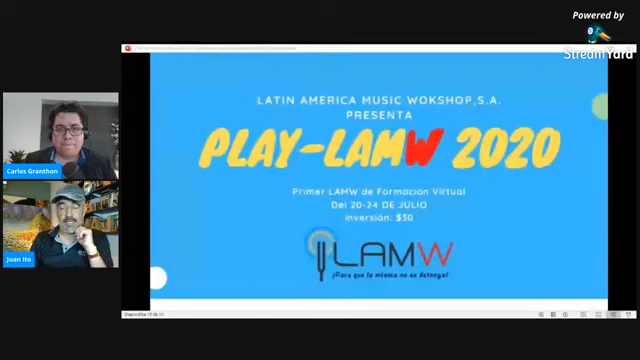 Powered by
StreamYard
LATIN AMERICA MUSIC WOKSHOP,S.A.
PRESENTA
PLAY-LAMW 2020
Primer LAMW de Formacion Virtual
Del 20-24 DE JULIO
inversión: $30
LAMW
¡Para que la música no se detenga!
Carlos Granthon
Juan Ito